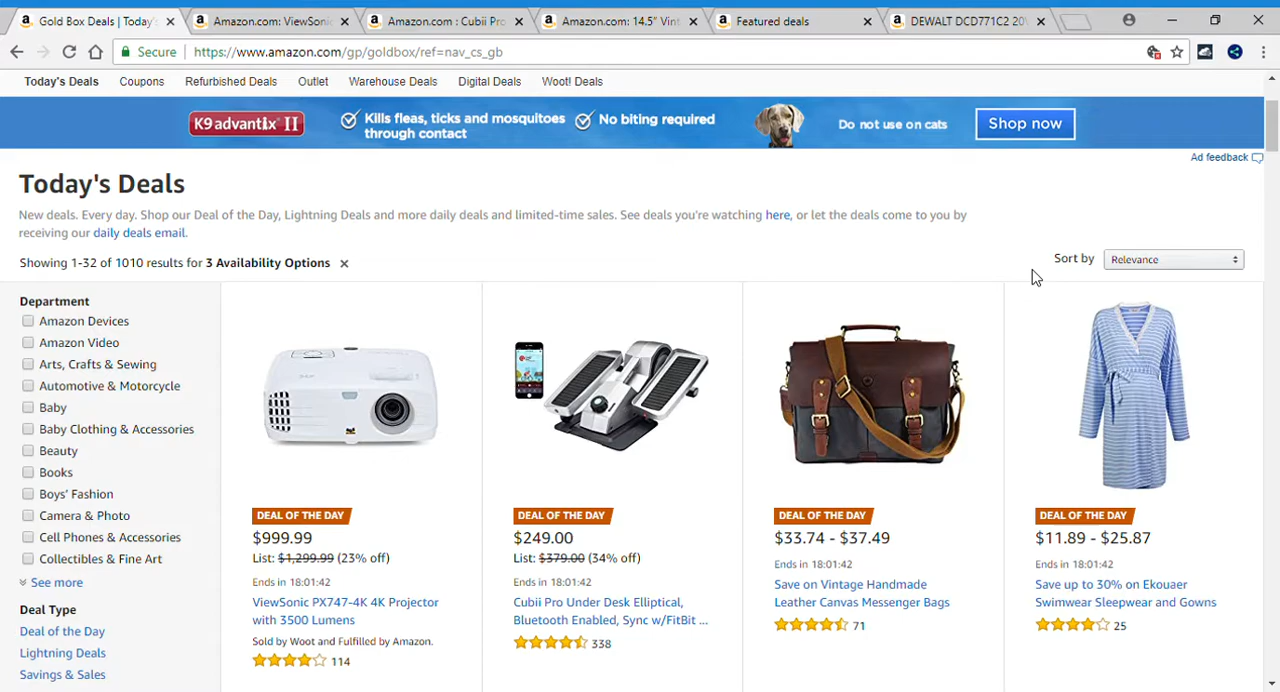 Gold Box Deals | Today's
Amazon.com: ViewSonic
Amazon.com : Cubii Pro
Amazon.com: 14.5" Vint
Featured deals
DEWALT DCD771C2 20V
Secure https://www.amazon.com/gp/goldbox/ref=nav_cs_gb
Today's Deals Coupons Refurbished Deals Outlet Warehouse Deals Digital Deals Woot! Deals
K9 advantix II
Kills fleas, ticks and mosquitoes
through contact
No biting required
Do not use on cats
Shop now
Ad feedback
Today's Deals
New deals. Every day. Shop our Deal of the Day, Lightning Deals and more daily deals and limited-time sales. See deals you're watching here, or let the deals come to you by
receiving our daily deals email.
Showing 1-32 of 1010 results for 3 Availability Options
Sort by Relevance
Department
Amazon Devices
Amazon Video
Arts, Crafts & Sewing
Automotive & Motorcycle
Baby
Baby Clothing & Accessories
Beauty
Books
Boys' Fashion
Camera & Photo
Cell Phones & Accessories
Collectibles & Fine Art
See more
Deal Type
Deal of the Day
Lightning Deals
Savings & Sales
DEAL OF THE DAY
$999.99
List: $1,299.99 (23% off)
Ends in 18:01:42
ViewSonic PX747-4K 4K Projector
with 3500 Lumens
Sold by Woot and Fulfilled by Amazon.
114
DEAL OF THE DAY
$249.00
List: $379.00 (34% off)
Ends in 18:01:42
Cubii Pro Under Desk Elliptical,
Bluetooth Enabled, Sync w/FitBit ...
338
DEAL OF THE DAY
$33.74 - $37.49
Ends in 18:01:42
Save on Vintage Handmade
Leather Canvas Messenger Bags
71
DEAL OF THE DAY
$11.89 - $25.87
Ends in 18:01:42
Save up to 30% on Ekouaer
Swimwear Sleepwear and Gowns
25